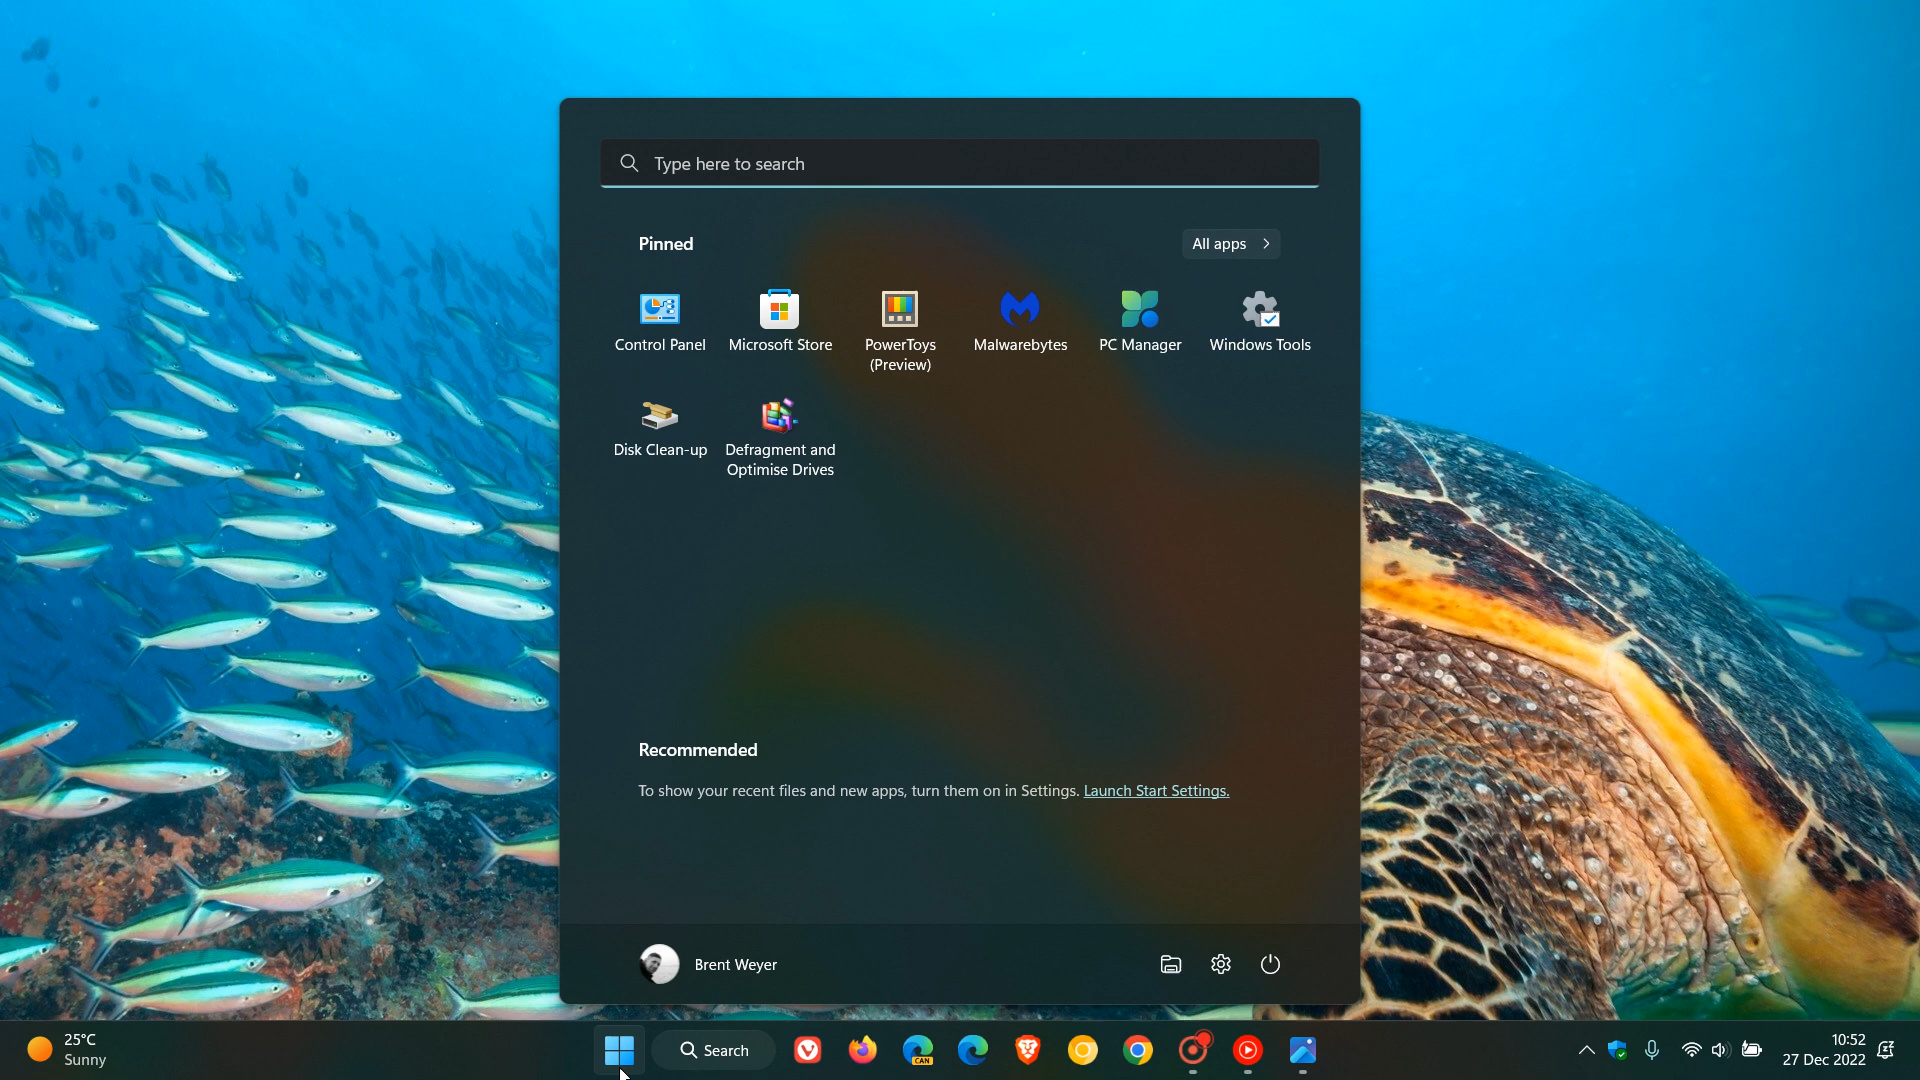 Type here to search
Pinned
All apps
Control Panel
Microsoft Store
PowerToys
(Preview)
Malwarebytes
PC Manager
Windows Tools
Disk Clean-up
Defragment and
Optimise Drives
Recommended
To show your recent files and new apps, turn them on in Settings. Launch Start Settings.
Brent Weyer
25°C
Sunny
Search
CAN
10:52
27 Dec 2022